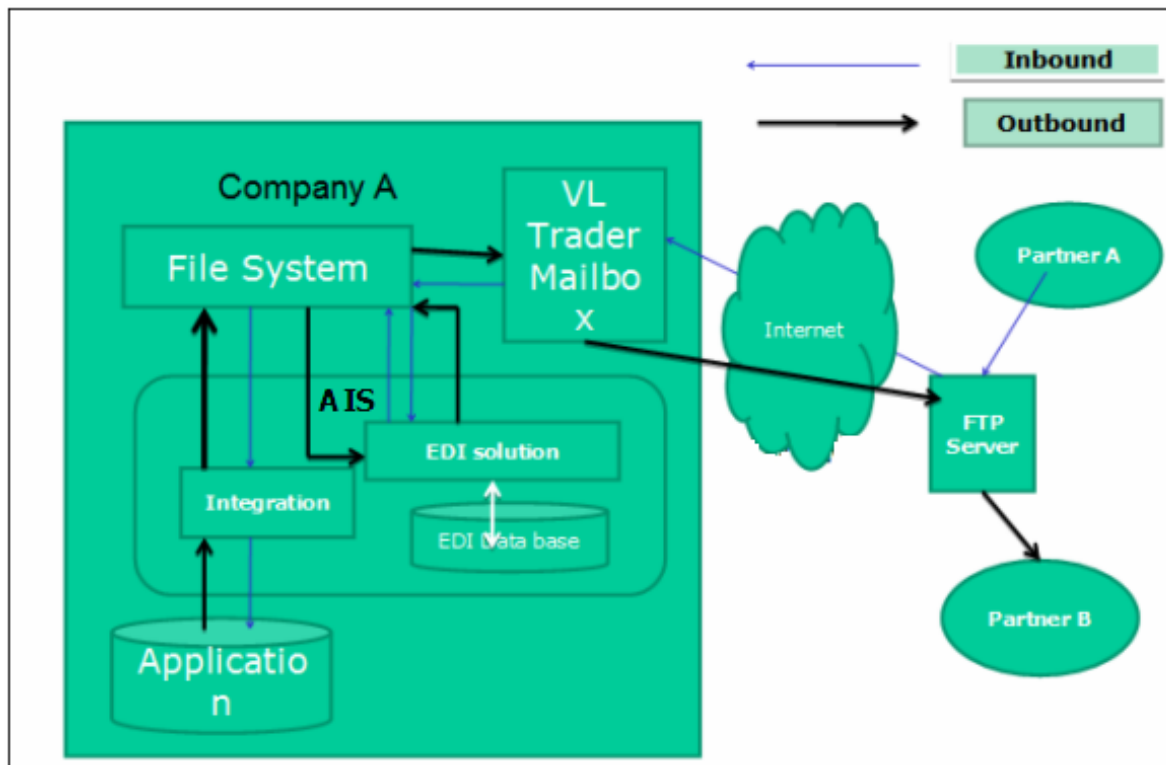 Inbound
Outbound
Company A
VL
Trader
Mailbo
x
File System
Partner A
Internet
AIS
FTP
Server
EDI solution
Integration
EDI Data base
Partner B
Applicatio
n